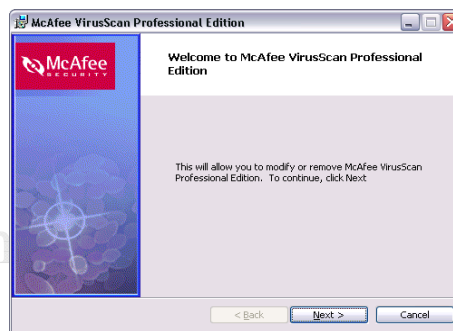 McAfee VirusScan Professional Edition
McAfee
SECURITY
Welcome to McAfee VirusScan Professional
Edition
This will allow you to modify or remove McAfee VirusScan
Professional Edition. To continue, click Next
< Back
Next >
Cancel